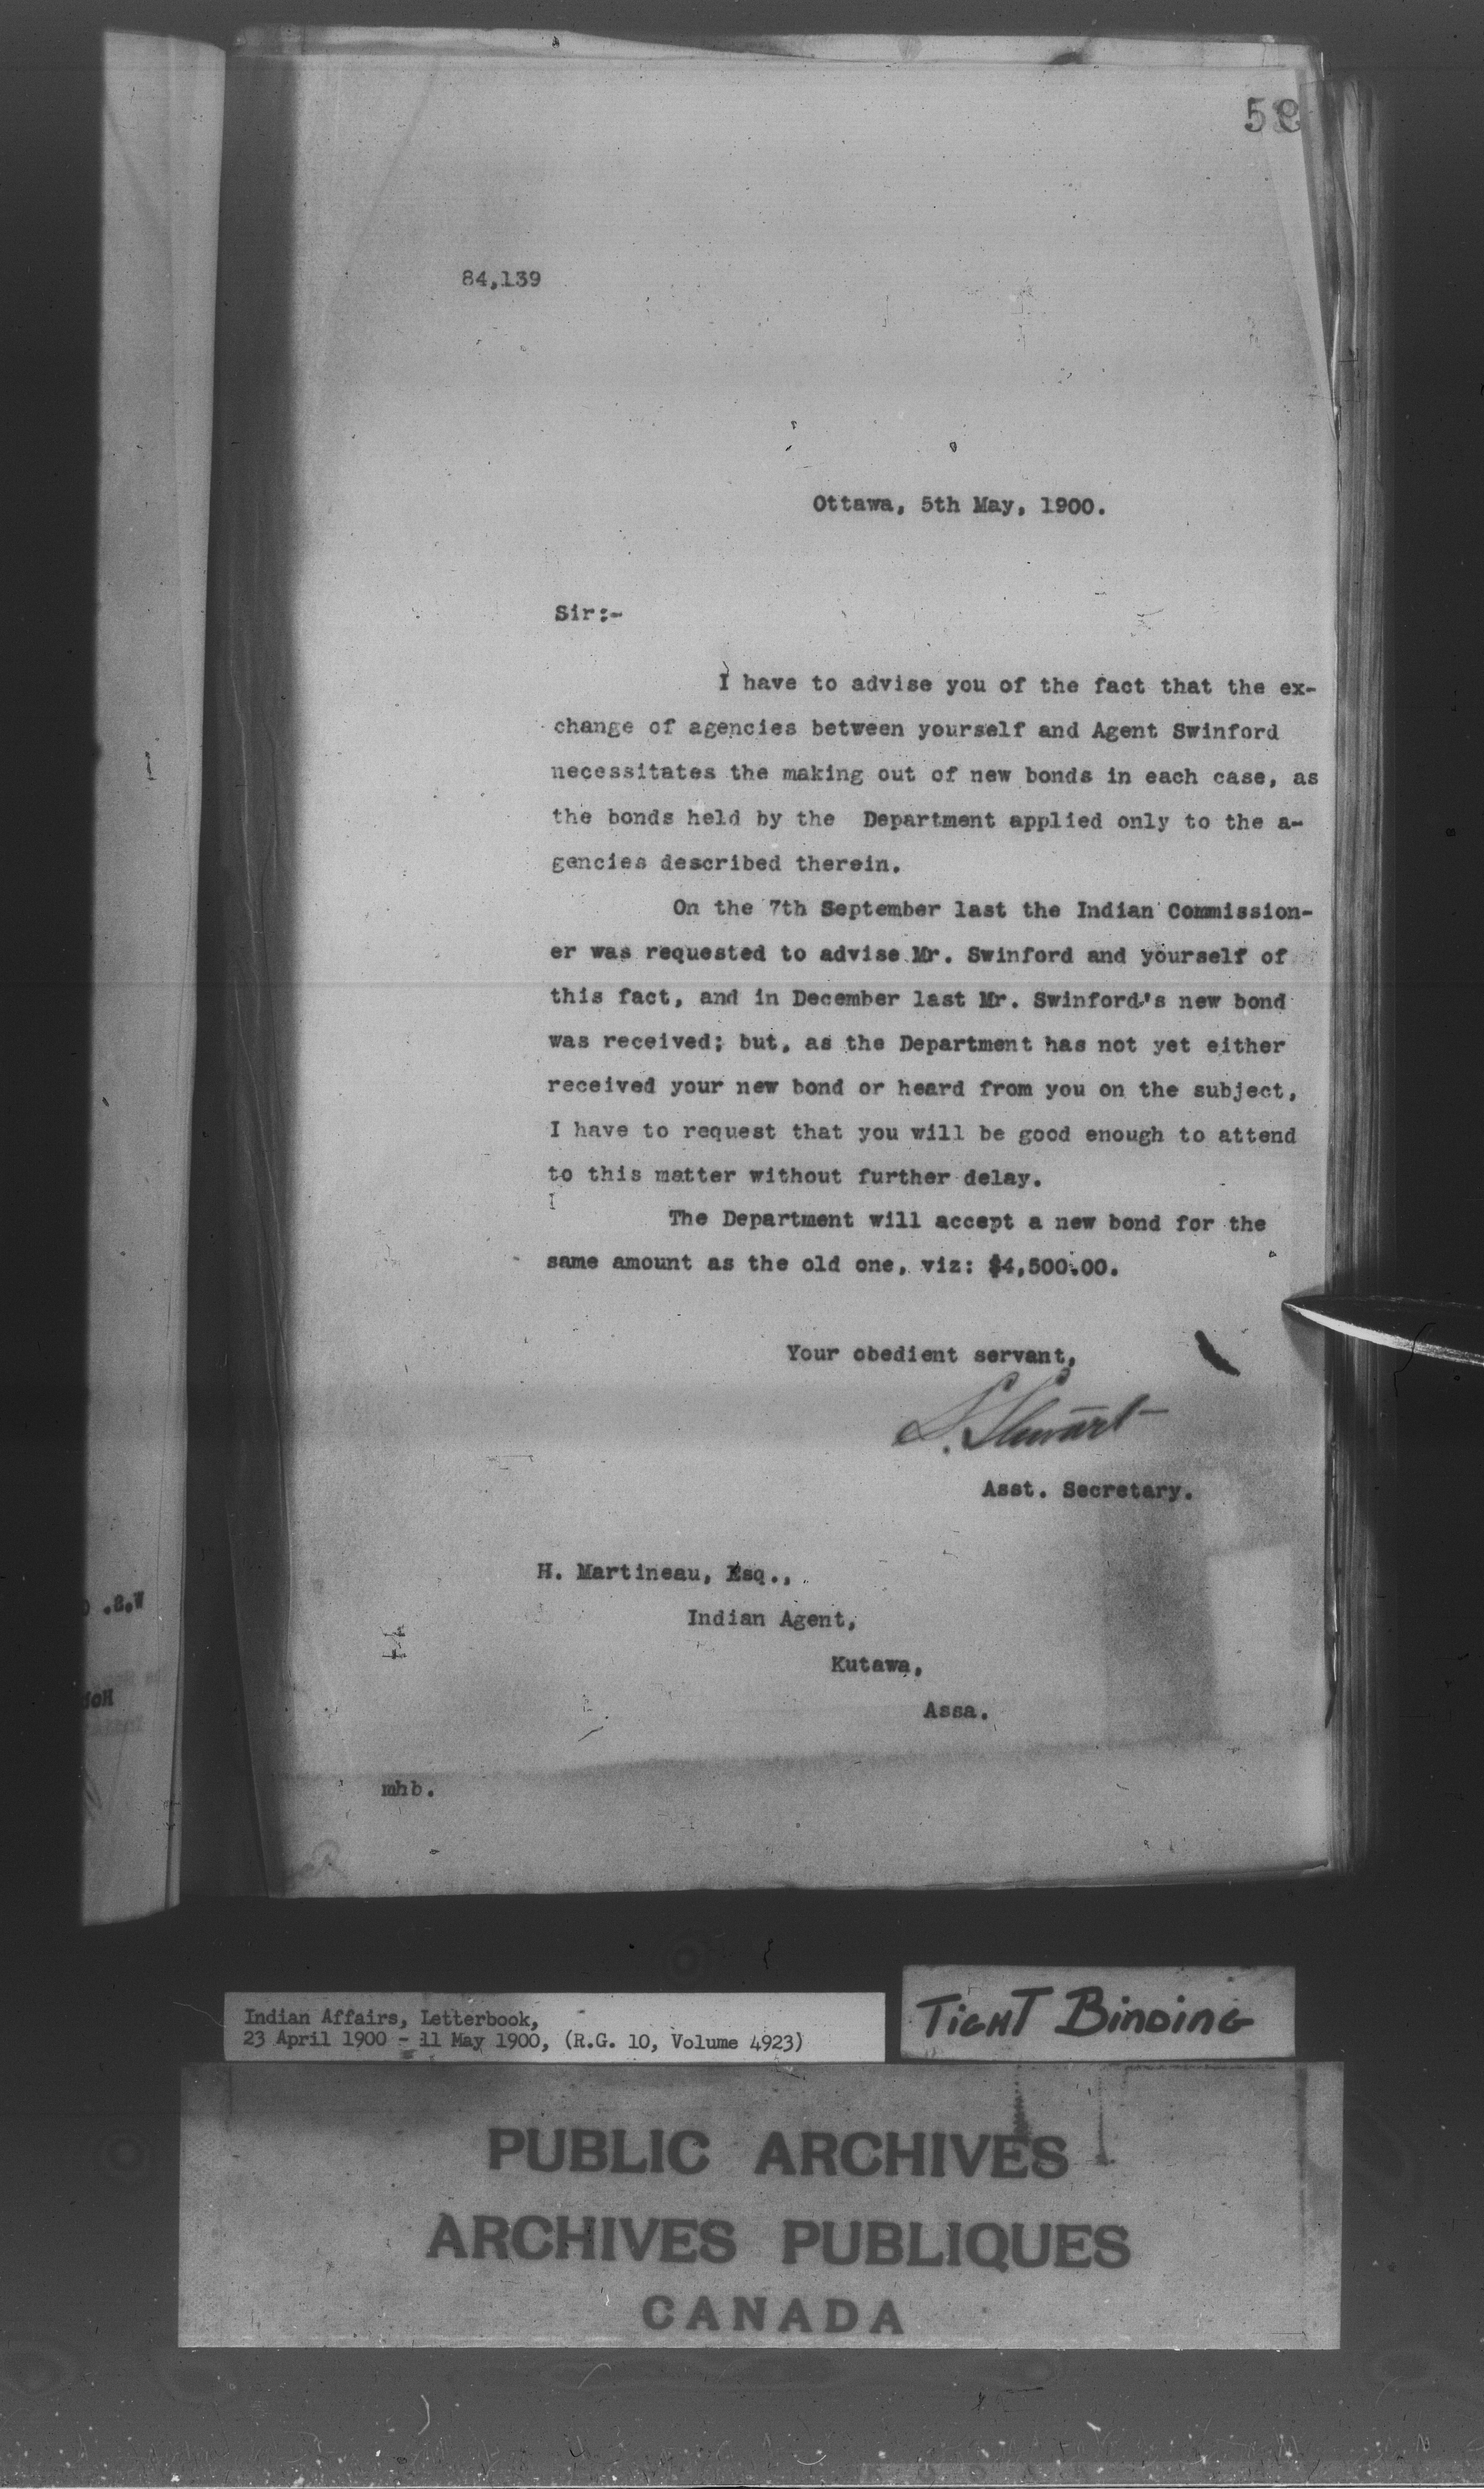 84,139
Ottawa, 5th May, 1900.
Sir:-
I have to advise you of the fact that the ex-
change of agencies between yourself and Agent Swinford
necessitates the making out of new bonds in each case, as
the bonds held by the Department applied only to the a-
gencies described therein.
On the 7th September last the Indian Commission-
er was requested to advise Mr. Swinford and yourself of
this fact, and in December last Mr. Swinford's new bond
was received; but, as the Department has not yet either
received your new bond or heard from you on the subject,
I have to request that you will be good enough to attend
to this matter without further delay.
The Department will accept a new bond for the
same amount as the old one, viz: $4,500.00.
Your obedient servant,
S. Stewart
Asst. Secretary.
H. Martineau, Esq.,
Indian Agent,
Kutawa,
Assa.
mhb.
Indian Affairs, Letterbook,
23 April 1900 - 11 May 1900, (R.G. 10, Volume 4923)
TIGHT BINDING
PUBLIC ARCHIVES
ARCHIVES PUBLIQUES
CANADA